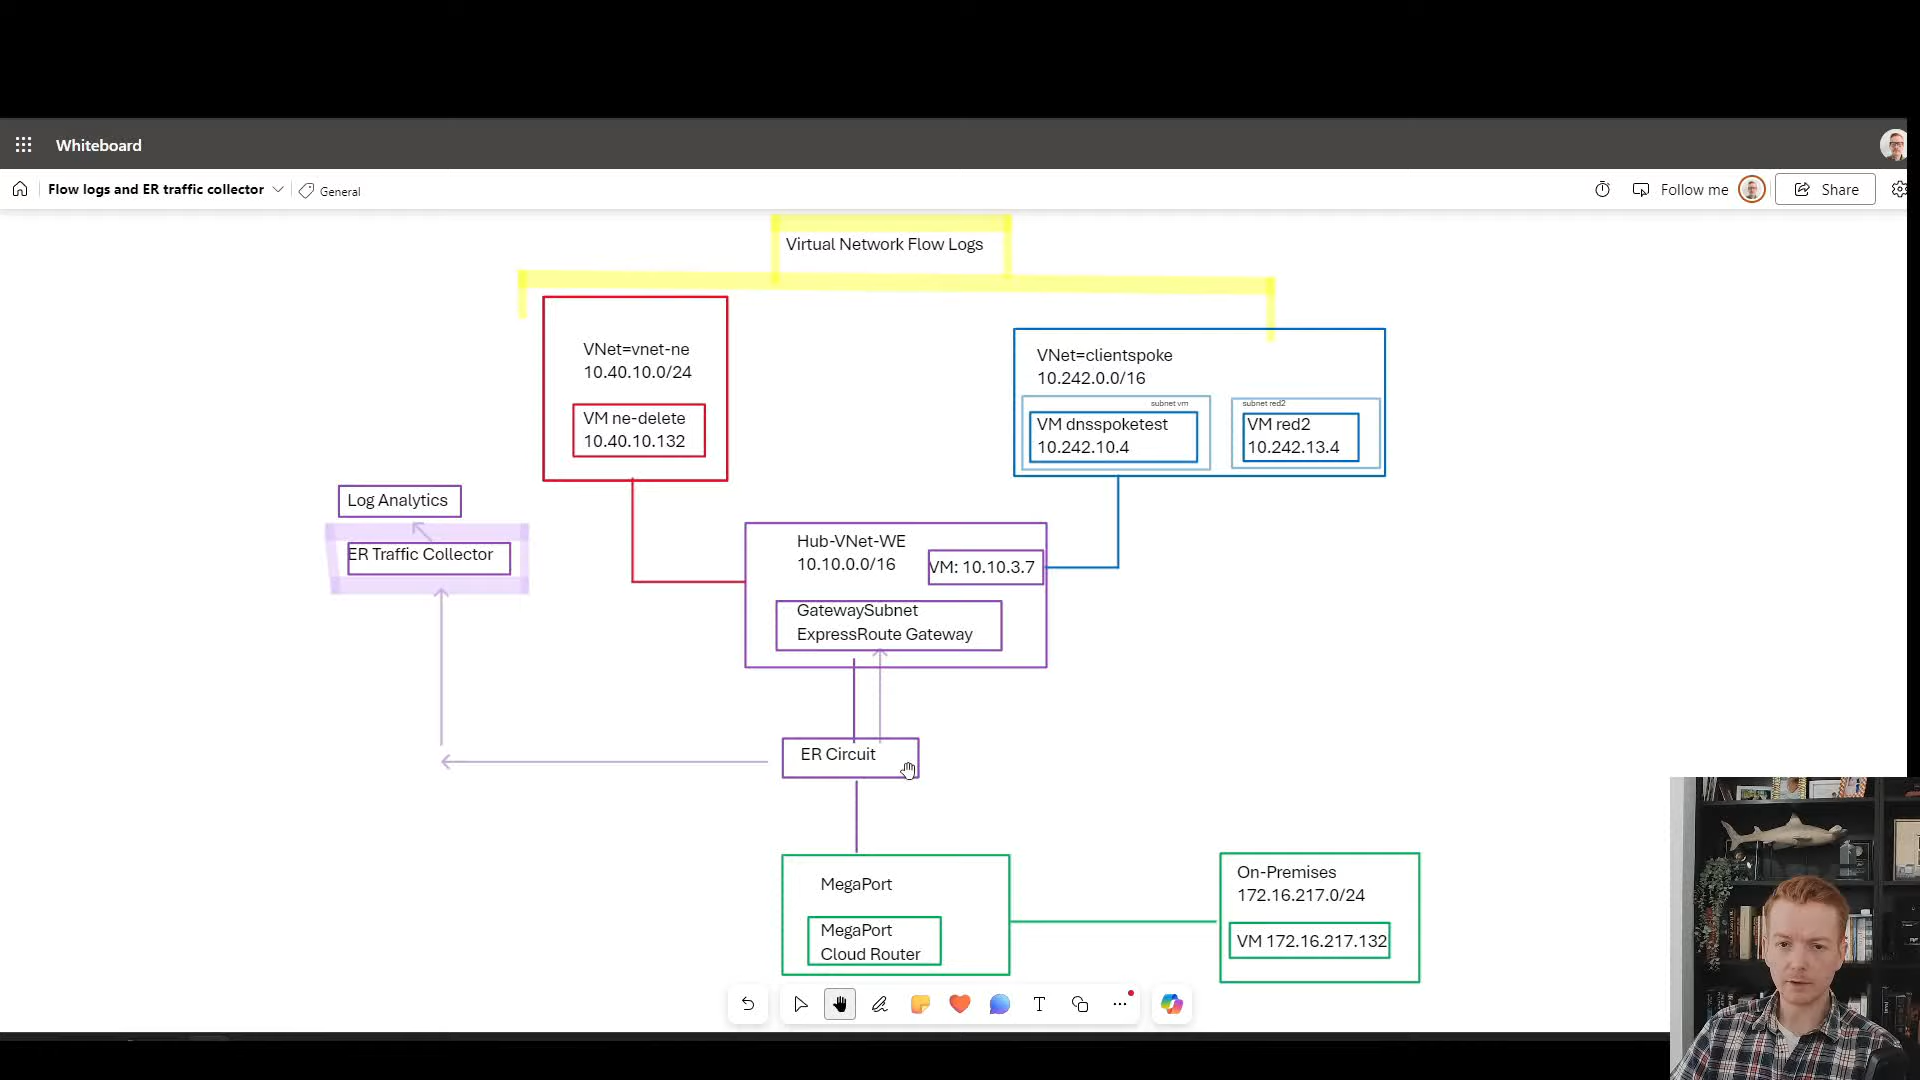 Whiteboard
Flow logs and ER traffic collector
General
Follow me
Share
Virtual Network Flow Logs
VNet=vnet-ne
10.40.10.0/24
VM ne-delete
10.40.10.132
VNet=clientspoke
10.242.0.0/16
subnet vm
VM dnsspoketest
10.242.10.4
subnet red2
VM red2
10.242.13.4
Log Analytics
ER Traffic Collector
Hub-VNet-WE
10.10.0.0/16
VM: 10.10.3.7
GatewaySubnet
ExpressRoute Gateway
ER Circuit
MegaPort
MegaPort
Cloud Router
On-Premises
172.16.217.0/24
VM 172.16.217.132
T